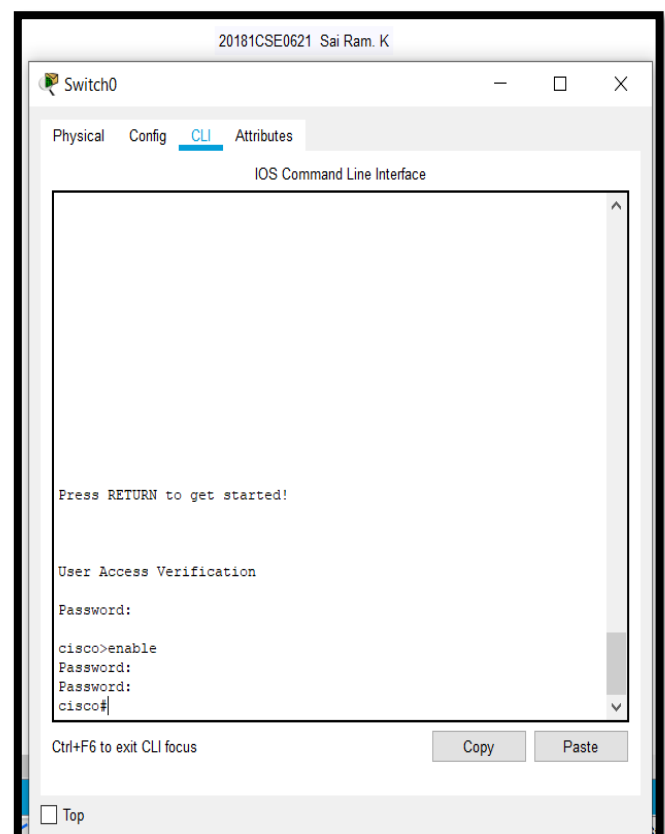 20181CSE0621 Sai Ram. K
Switch0
Physical Config CLI Attributes
IOS Command Line Interface
Press RETURN to get started!
User Access Verification
Password:
cisco>enable
Password:
Password:
cisco#
Ctrl+F6 to exit CLI focus
Copy Paste
Top